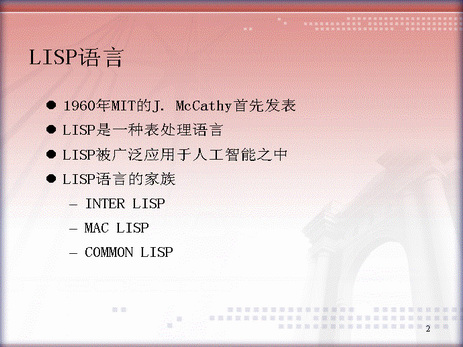 LISP语言
● 1960年MIT的J. McCathy首先发表
● LISP是一种表处理语言
● LISP被广泛应用于人工智能之中
● LISP语言的家族
– INTER LISP
– MAC LISP
– COMMON LISP
2